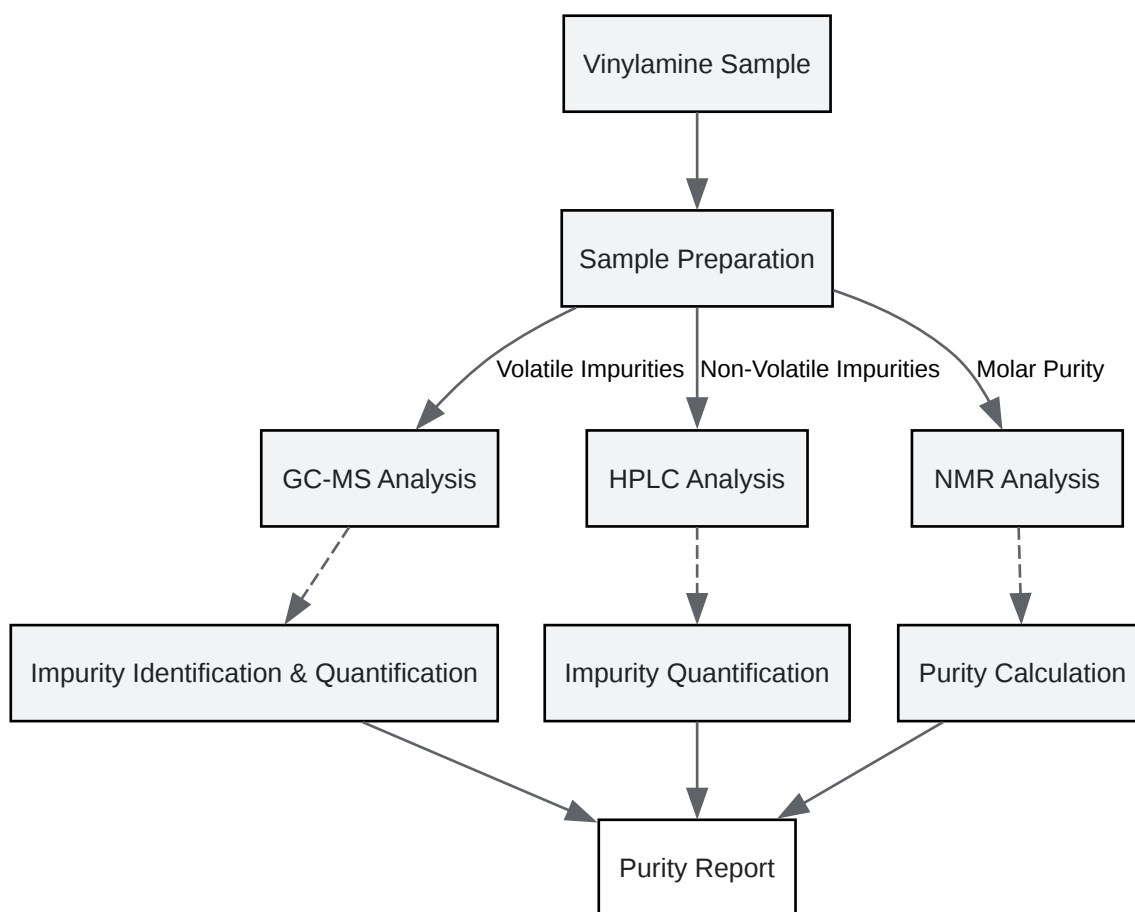 Vinylamine Sample
Sample Preparation
Volatile Impurities
Non-Volatile Impurities
Molar Purity
GC-MS Analysis
HPLC Analysis
NMR Analysis
Impurity Identification & Quantification
Impurity Quantification
Purity Calculation
Purity Report